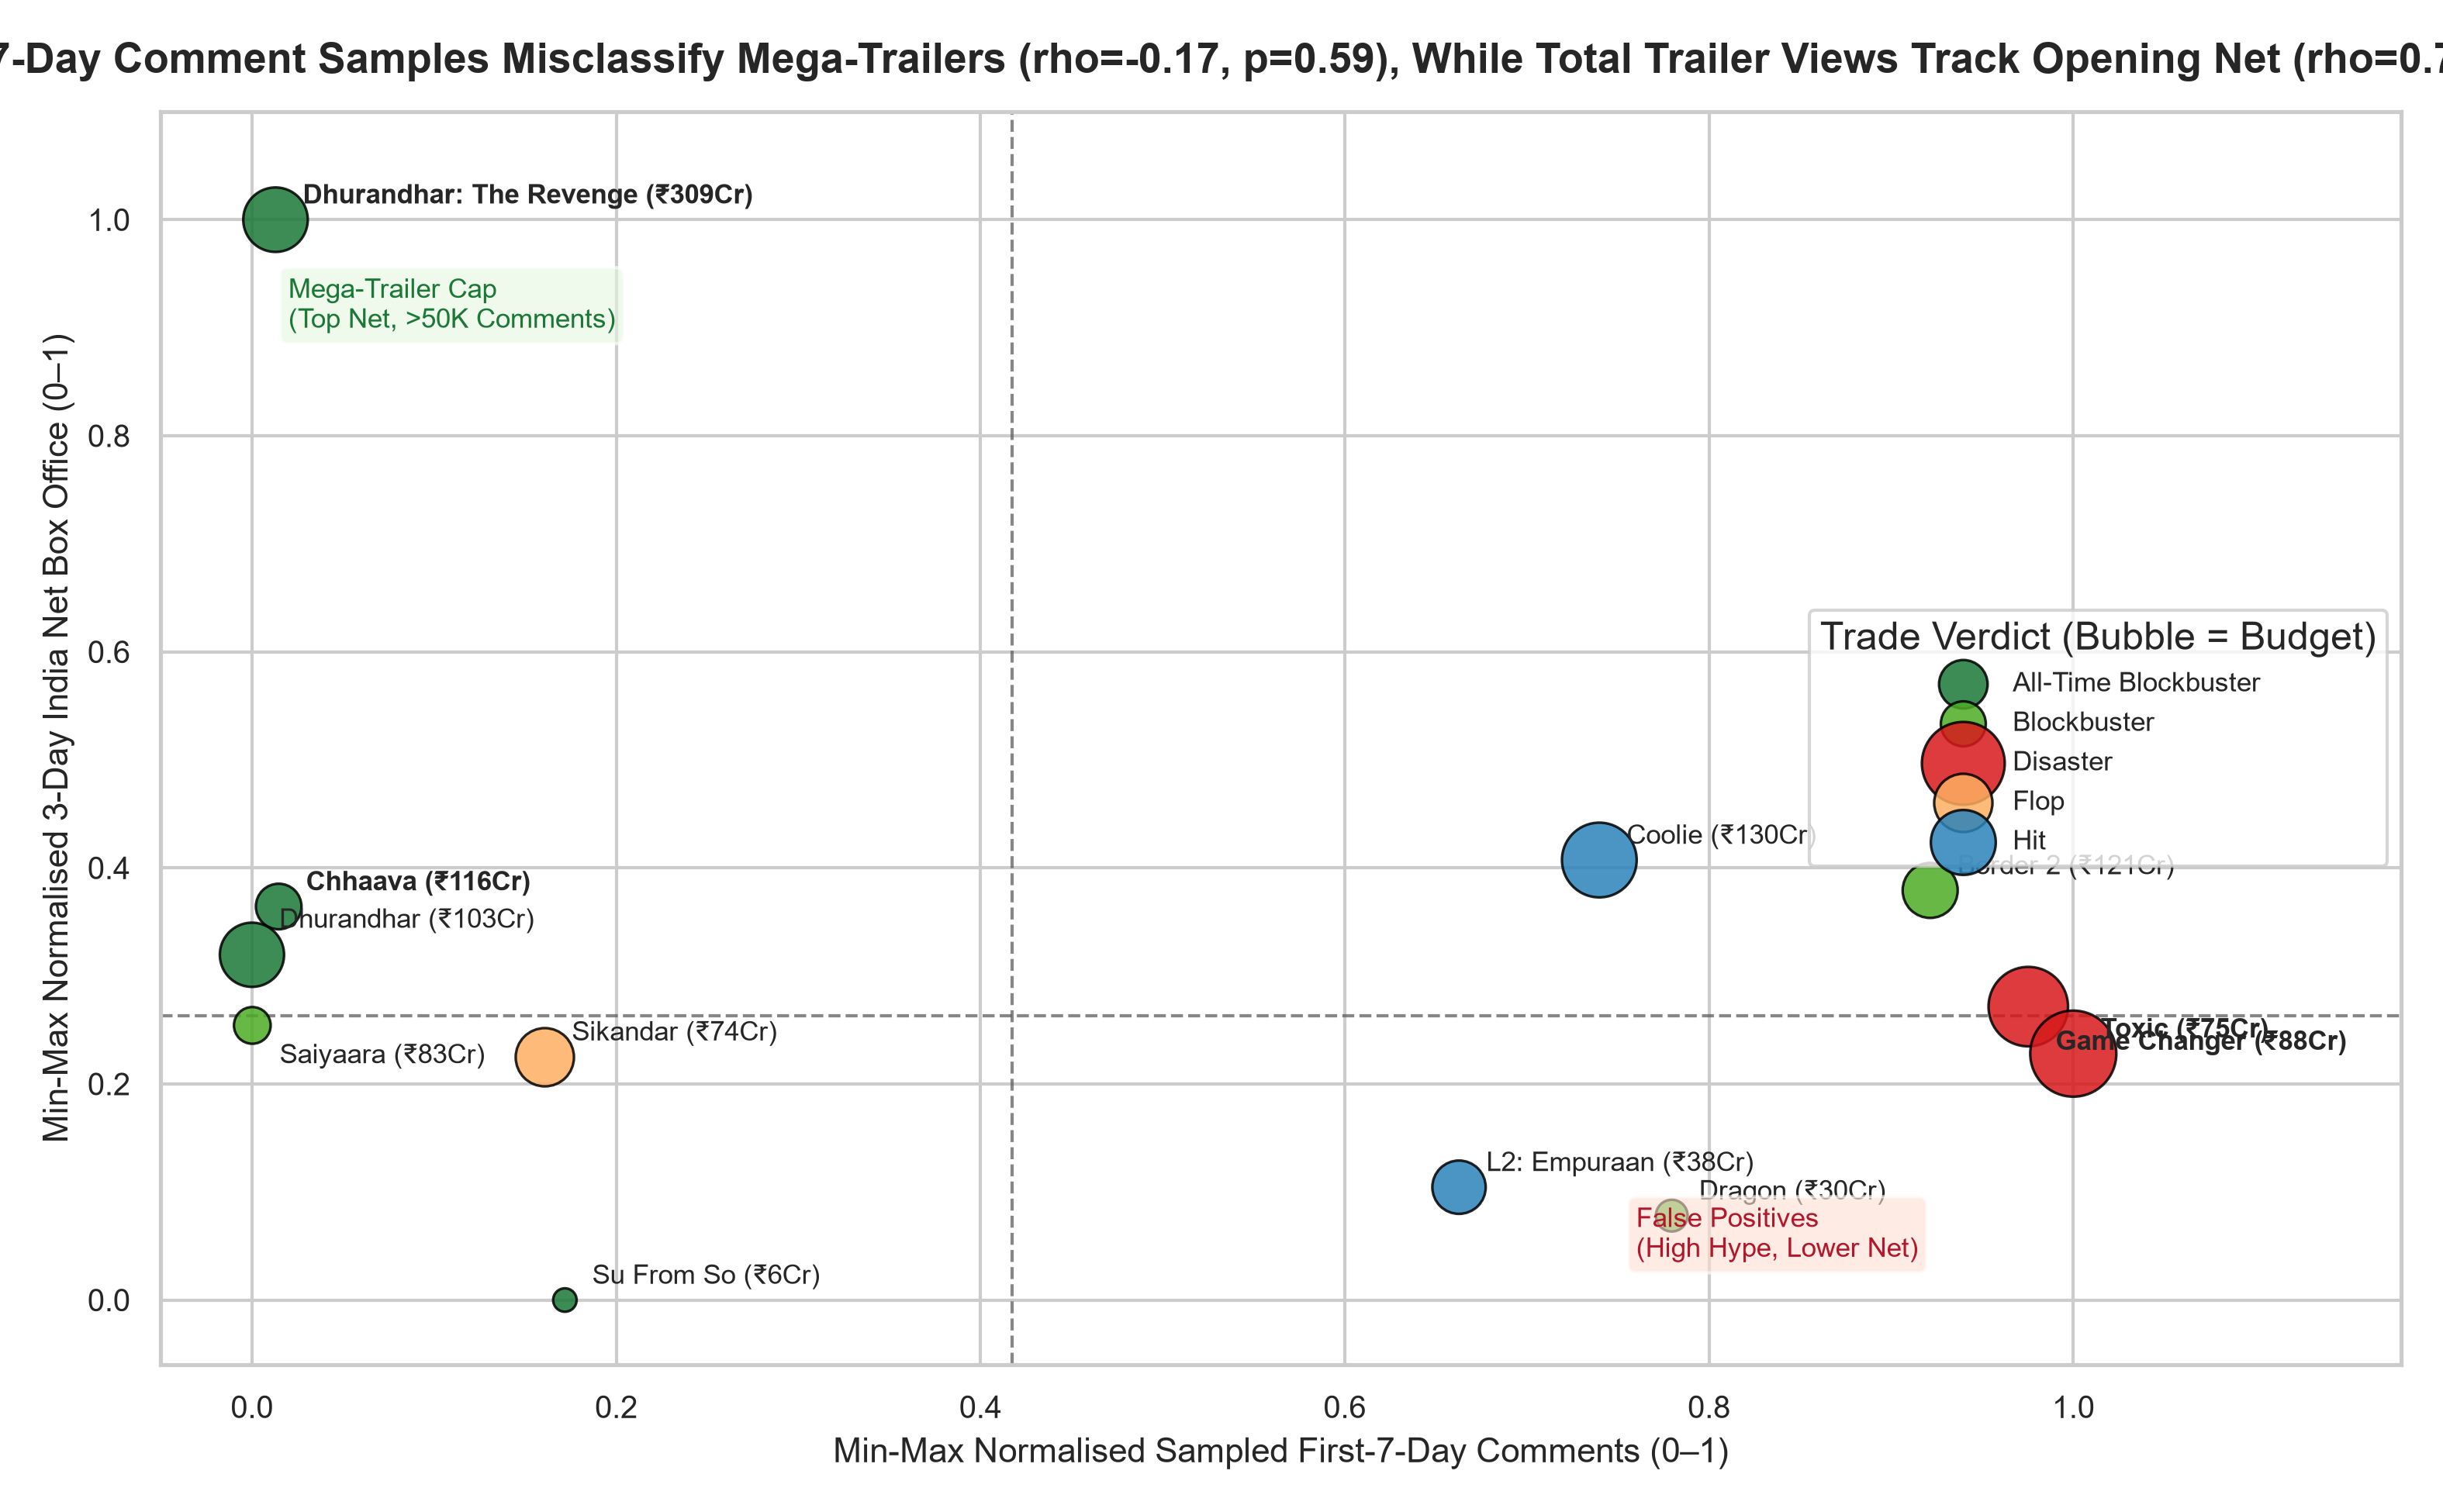 7-Day Comment Samples Misclassify Mega-Trailers (rho=-0.17, p=0.59), While Total Trailer Views Track Opening Net (rho=0.7
Min-Max Normalised 3-Day India Net Box Office (0–1)
1.0
0.8
0.6
0.4
0.2
0.0
Dhurandhar: The Revenge (₹309Cr)
Mega-Trailer Cap
(Top Net, >50K Comments)
Trade Verdict (Bubble = Budget)
All-Time Blockbuster
Blockbuster
Disaster
Flop
Hit
Coolie (₹130Cr)
Border 2 (₹121Cr)
Chhaava (₹116Cr)
Dhurandhar (₹103Cr)
Toxic (₹75Cr)
Game Changer (₹88Cr)
Sikandar (₹74Cr)
Saiyaara (₹83Cr)
L2: Empuraan (₹38Cr)
Dragon (₹30Cr)
False Positives
(High Hype, Lower Net)
Su From So (₹6Cr)
0.0
0.2
0.4
0.6
0.8
1.0
Min-Max Normalised Sampled First-7-Day Comments (0–1)